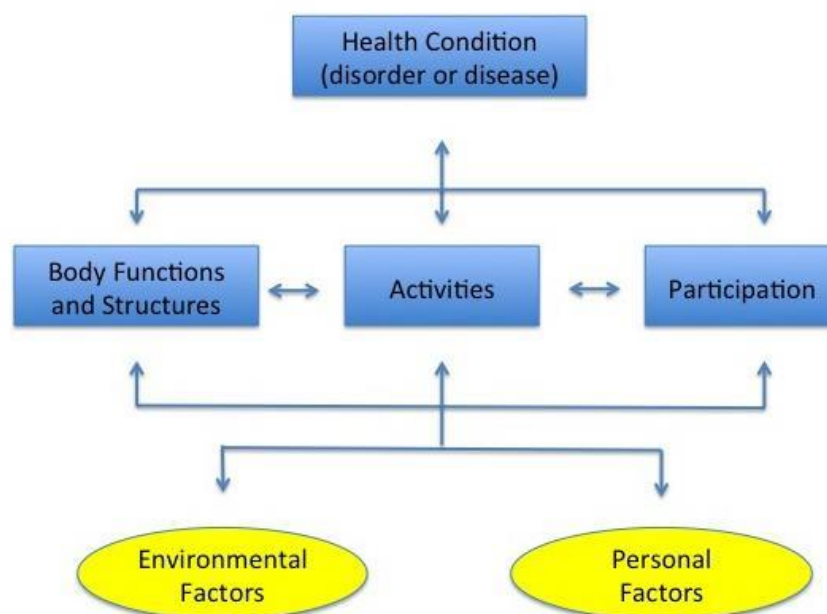 Health Condition
(disorder or disease)
Body Functions
and Structures
Activities
Participation
Environmental
Factors
Personal
Factors